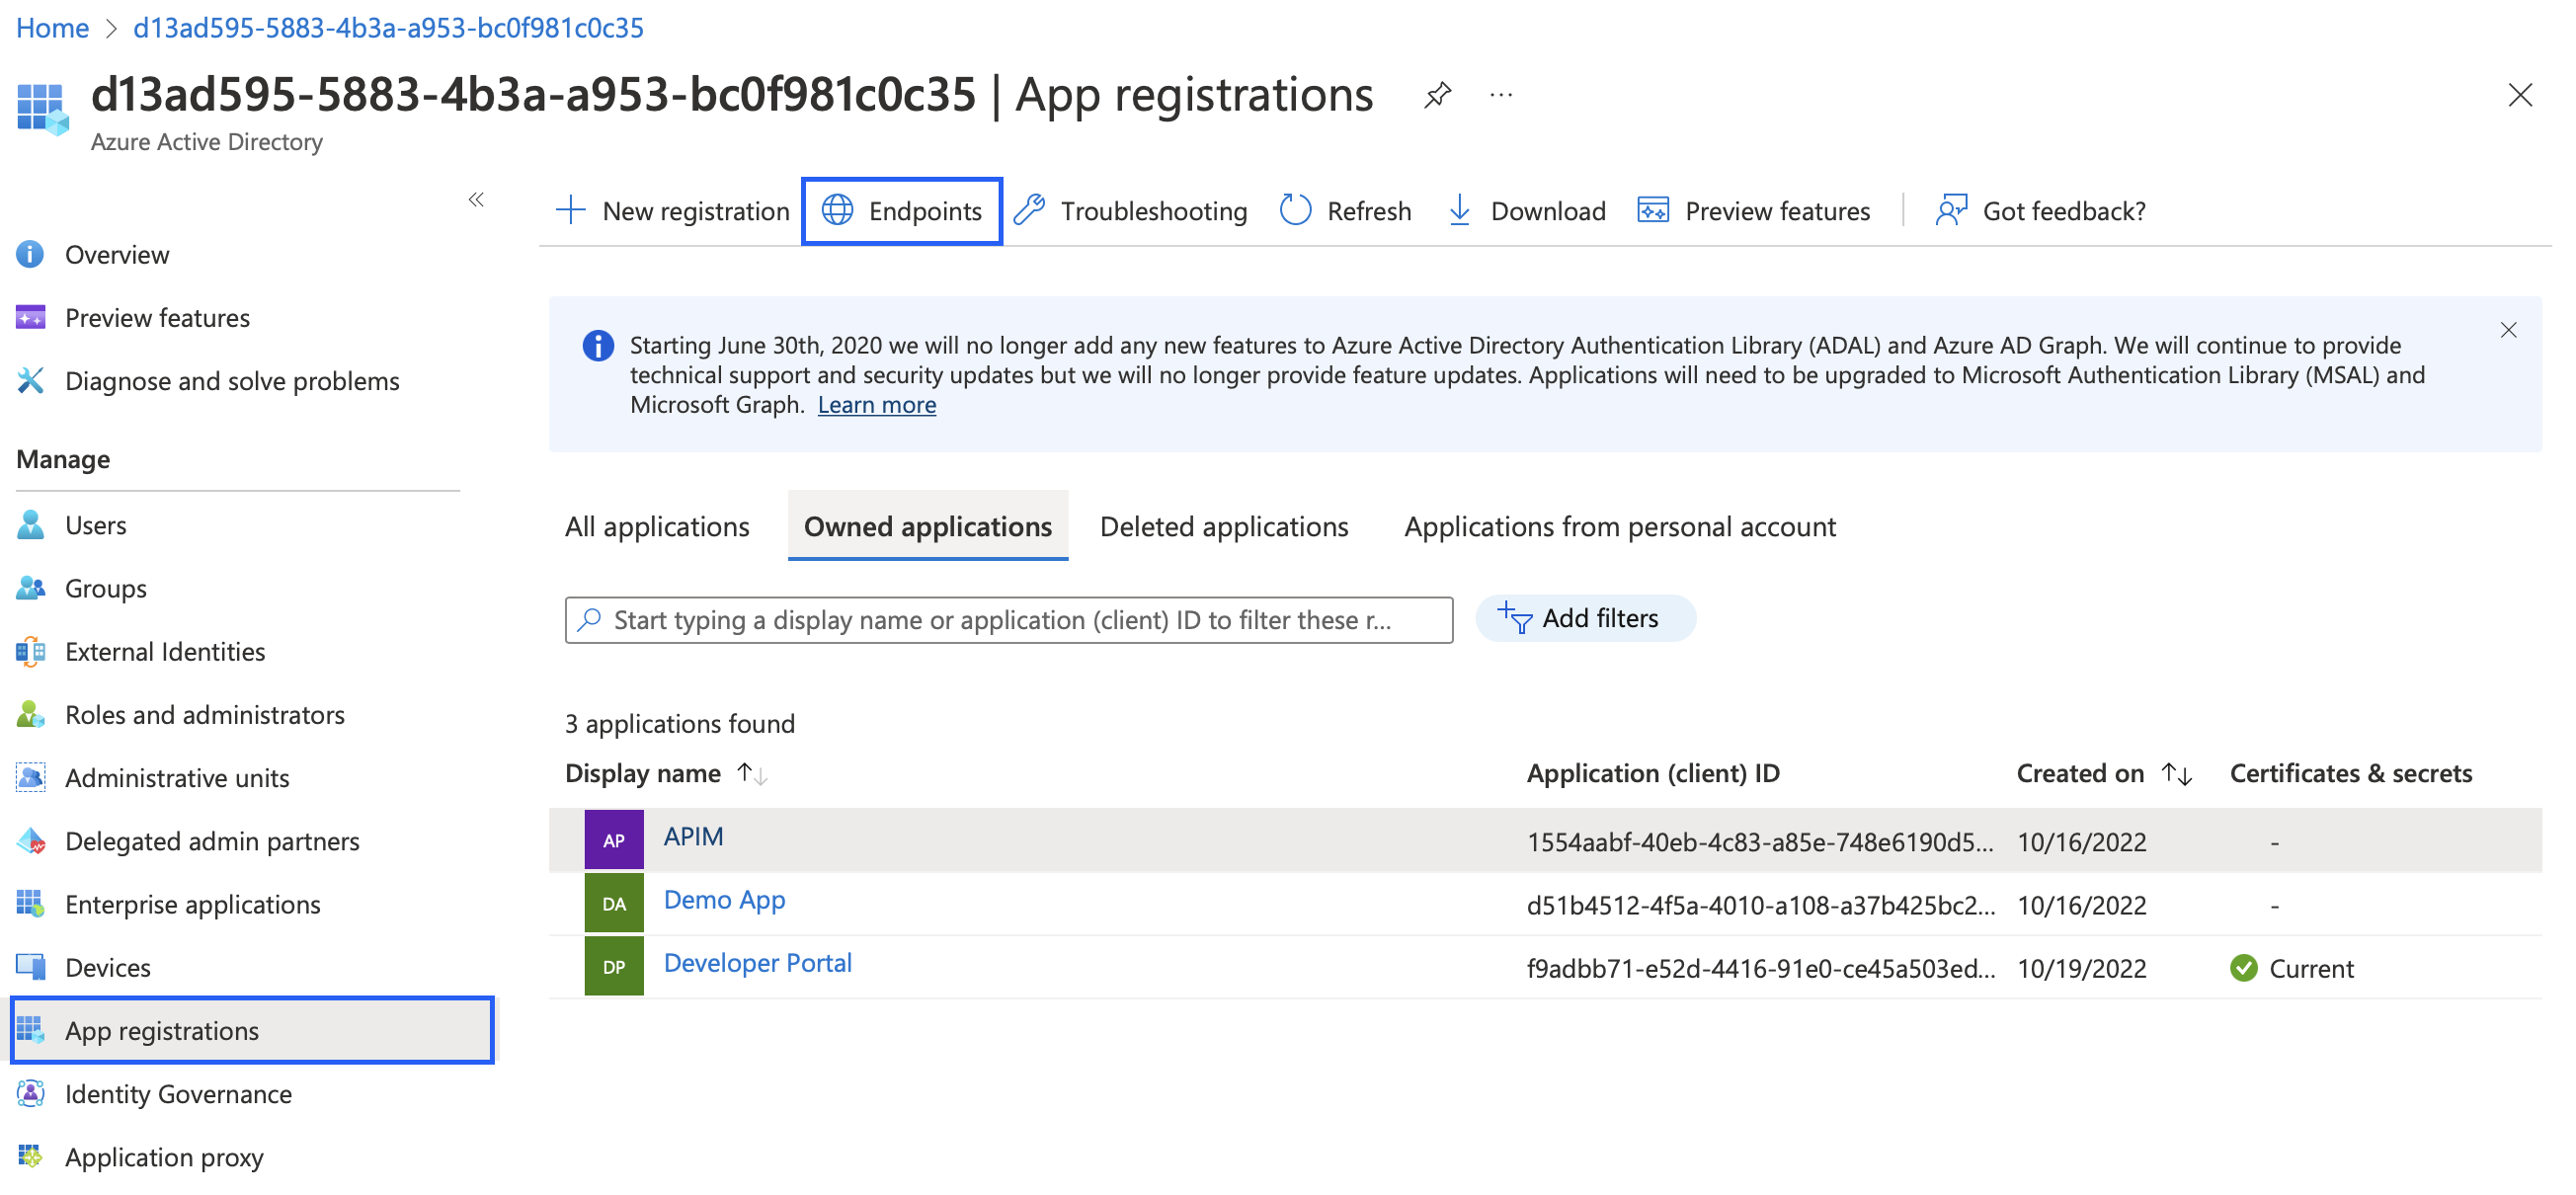 Home > d13ad595-5883-4b3a-a953-bc0f981c0c35
d13ad595-5883-4b3a-a953-bc0f981c0c35 | App registrations ...
Azure Active Directory
«
Overview
Preview features
Diagnose and solve problems
Manage
Users
Groups
External Identities
Roles and administrators
Administrative units
Delegated admin partners
Enterprise applications
Devices
App registrations
Identity Governance
Application proxy
New registration Endpoints Troubleshooting Refresh Download Preview features Got feedback?
Starting June 30th, 2020 we will no longer add any new features to Azure Active Directory Authentication Library (ADAL) and Azure AD Graph. We will continue to provide
technical support and security updates but we will no longer provide feature updates. Applications will need to be upgraded to Microsoft Authentication Library (MSAL) and
Microsoft Graph. Learn more
All applications Owned applications Deleted applications Applications from personal account
Start typing a display name or application (client) ID to filter these r... Add filters
3 applications found
Display name Application (client) ID Created on Certificates & secrets
AP APIM 1554aabf-40eb-4c83-a85e-748e6190d5... 10/16/2022 -
DA Demo App d51b4512-4f5a-4010-a108-a37b425bc2... 10/16/2022 -
DP Developer Portal f9adbb71-e52d-4416-91e0-ce45a503ed... 10/19/2022 Current